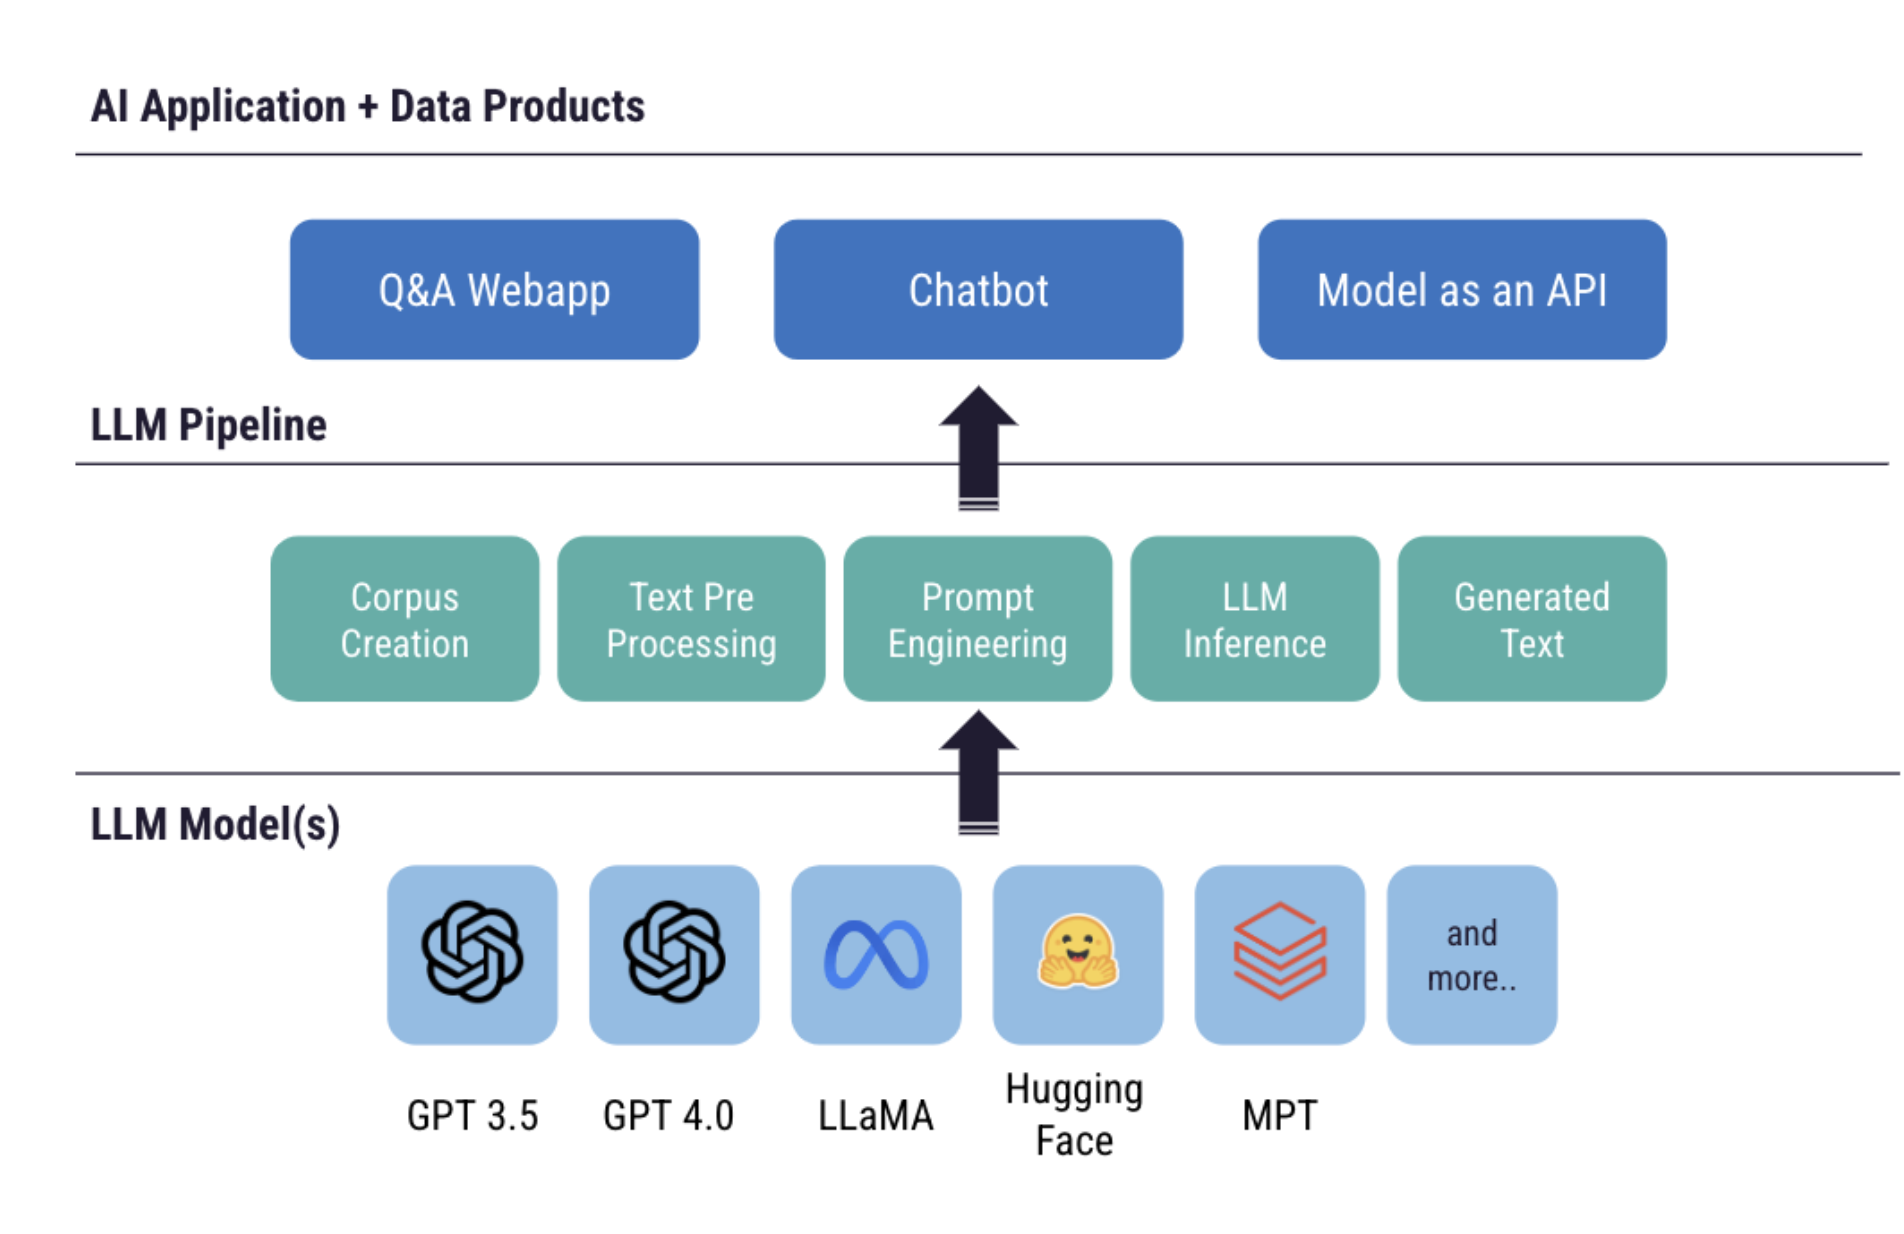 AI Application + Data Products
Q&A Webapp
Chatbot
Model as an API
LLM Pipeline
Corpus
Creation
Text Pre
Processing
Prompt
Engineering
LLM
Inference
Generated
Text
LLM Model(s)
and
more..
GPT 3.5
GPT 4.0
LLaMA
Hugging
Face
MPT